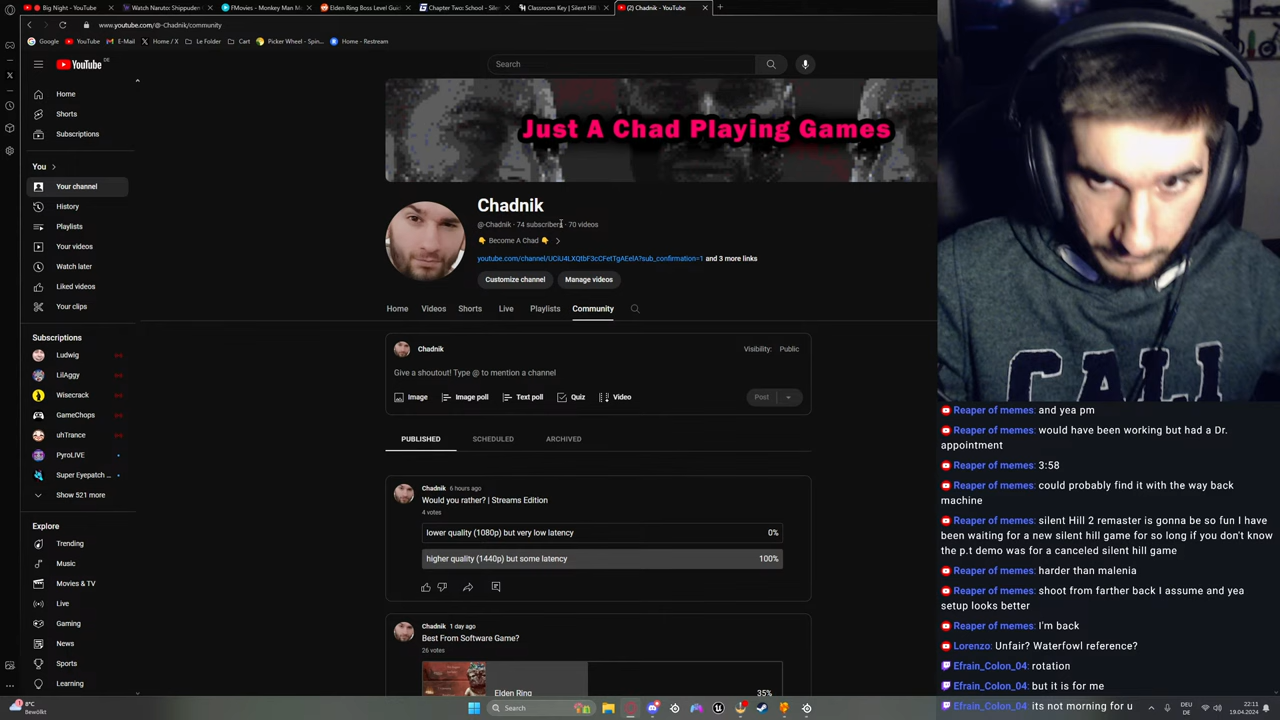 (2) Big Night - YouTube
Watch Naruto: Shippuden
FMovies - Monkey Man
Elden Ring Boss Level Guide
Chapter Two: School - Silent
Classroom Key | Silent Hill
(2) Chadnik - YouTube
www.youtube.com/@-Chadnik/community
Google
YouTube
E-Mail
Home / X
Le Folder
Cart
Picker Wheel - Spin...
Home - Restream
YouTube DE
Search
Home
Shorts
Subscriptions
You
Your channel
History
Playlists
Your videos
Watch later
Liked videos
Your clips
Subscriptions
Ludwig
LilAggy
Wisecrack
GameChops
uhTrance
PyroLIVE
Super Eyepatch ...
Show 521 more
Explore
Trending
Music
Movies & TV
Live
Gaming
News
Sports
Learning
Just A Chad Playing Games
Chadnik
@-Chadnik · 74 subscribers · 70 videos
👇 Become A Chad 👇
youtube.com/channel/UCiU4LXQtbF3cCFetTgAEeIA?sub_confirmation=1 and 3 more links
Customize channel
Manage videos
Home
Videos
Shorts
Live
Playlists
Community
Chadnik
Visibility: Public
Give a shoutout! Type @ to mention a channel
Image
Image poll
Text poll
Quiz
Video
Post
PUBLISHED
SCHEDULED
ARCHIVED
Chadnik 6 hours ago
Would you rather? | Streams Edition
4 votes
lower quality (1080p) but very low latency 0%
higher quality (1440p) but some latency 100%
Chadnik 1 day ago
Best From Software Game?
26 votes
Elden Ring 35%
CALL
Reaper of memes: and yea pm
Reaper of memes: would have been working but had a Dr.
appointment
Reaper of memes: 3:58
Reaper of memes: could probably find it with the way back
machine
Reaper of memes: silent Hill 2 remaster is gonna be so fun I have
been waiting for a new silent hill game for so long if you don't know
the p.t demo was for a canceled silent hill game
Reaper of memes: harder than malenia
Reaper of memes: shoot from farther back I assume and yea
setup looks better
Reaper of memes: I'm back
Lorenzo: Unfair? Waterfowl reference?
Efrain_Colon_04: rotation
Efrain_Colon_04: but it is for me
Efrain_Colon_04: its not morning for u
8°C
Bewölkt
Search
DEU
DE
22:11
19.04.2024